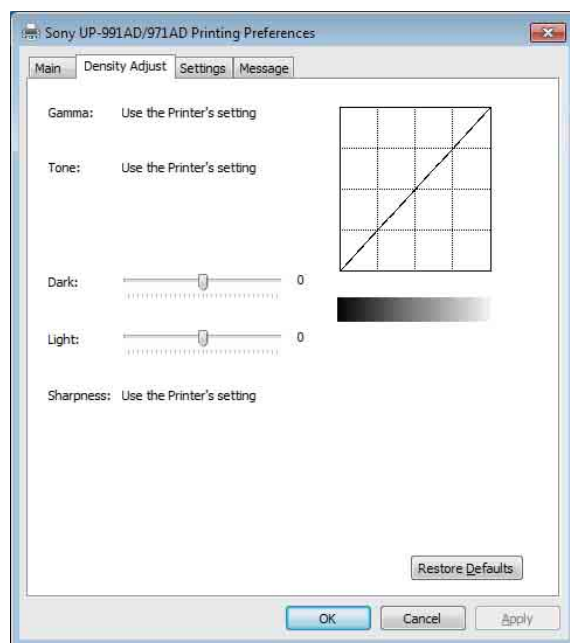 Sony UP-991AD/971AD Printing Preferences
Main Density Adjust Settings Message
Gamma: Use the Printer's setting
Tone: Use the Printer's setting
Dark: 0
Light: 0
Sharpness: Use the Printer's setting
Restore Defaults
OK Cancel Apply